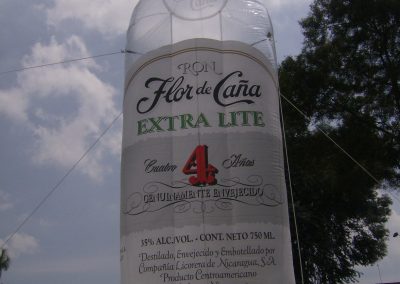 Caña
RON
Flor de Caña
EXTRA LITE
Cuatro 4 Años
GENUINAMENTE ENVEJECIDO
35% ALC./VOL. - CONT. NETO 750 ML.
Destilado, Envejecido y Embotellado por
Compañía Licorera de Nicaragua, S.A.
Producto Centroamericano